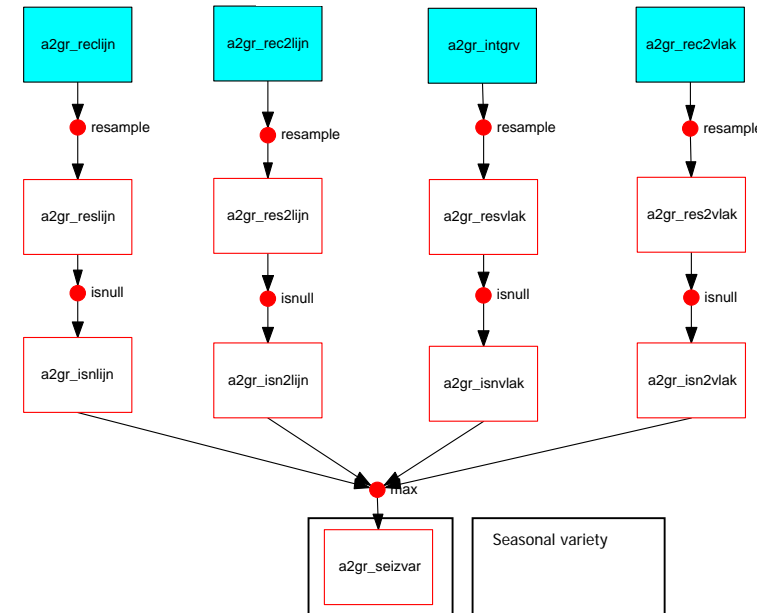 a2gr_reclijn
a2gr_rec2lijn
a2gr_intgrv
a2gr_rec2vlak
resample
resample
resample
resample
a2gr_reslijn
a2gr_res2lijn
a2gr_resvlak
a2gr_res2vlak
isnull
isnull
isnull
isnull
a2gr_isnlijn
a2gr_isn2lijn
a2gr_isnvlak
a2gr_isn2vlak
max
Seasonal variety
a2gr_seizvar